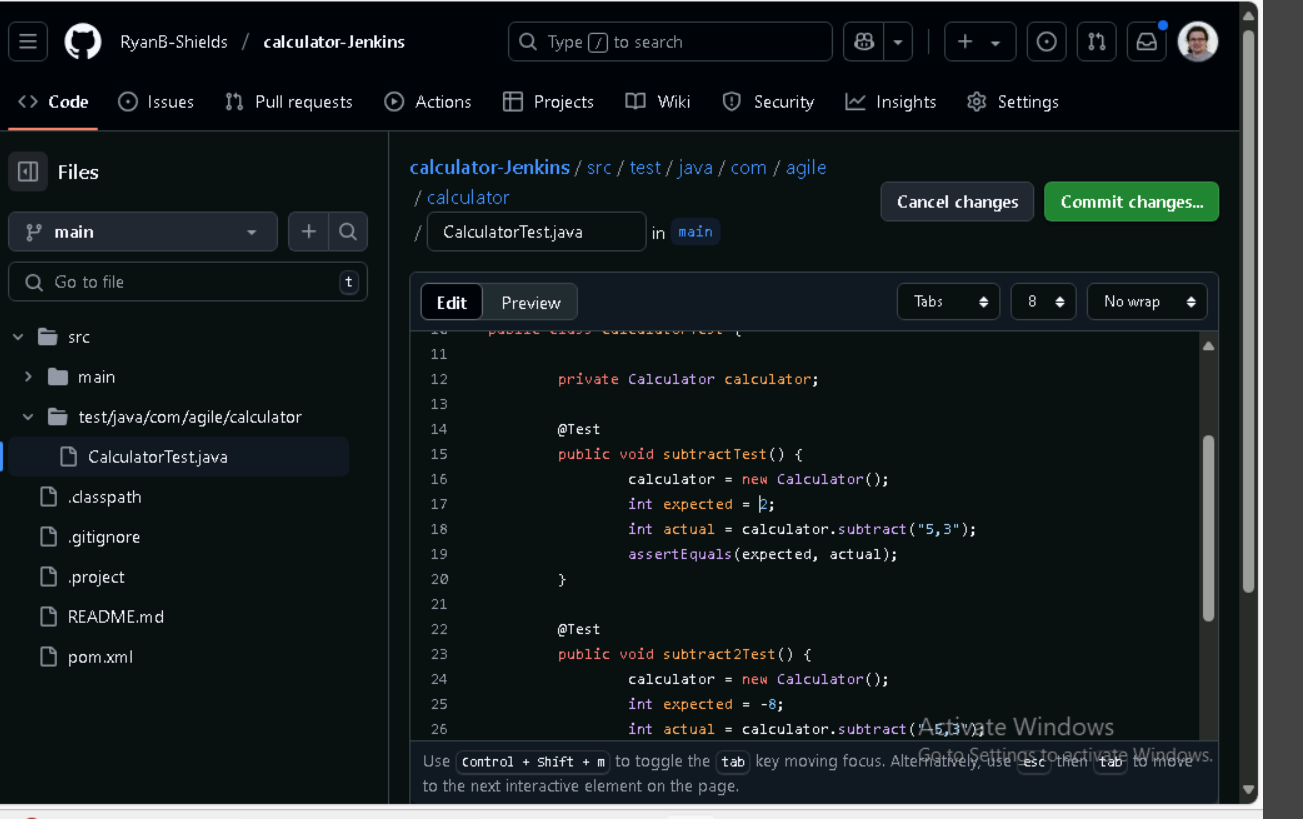 RyanB-Shields / calculator-Jenkins
Type / to search
Code Issues Pull requests Actions Projects Wiki Security Insights Settings
Files
main
Go to file t
src
main
test/java/com/agile/calculator
CalculatorTest.java
.classpath
.gitignore
.project
README.md
pom.xml
calculator-Jenkins / src / test / java / com / agile
/ calculator
/ CalculatorTest.java in main
Cancel changes Commit changes...
Edit Preview Tabs 8 No wrap
10 public class CalculatorTest {
11
12 private Calculator calculator;
13
14 @Test
15 public void subtractTest() {
16 calculator = new Calculator();
17 int expected = 2;
18 int actual = calculator.subtract("5,3");
19 assertEquals(expected, actual);
20 }
21
22 @Test
23 public void subtract2Test() {
24 calculator = new Calculator();
25 int expected = -8;
26 int actual = calculator.subtract("-5,3");
Activate Windows
Go to Settings to activate Windows.
Use Control + Shift + m to toggle the tab key moving focus. Alternatively, use esc then tab to move
to the next interactive element on the page.